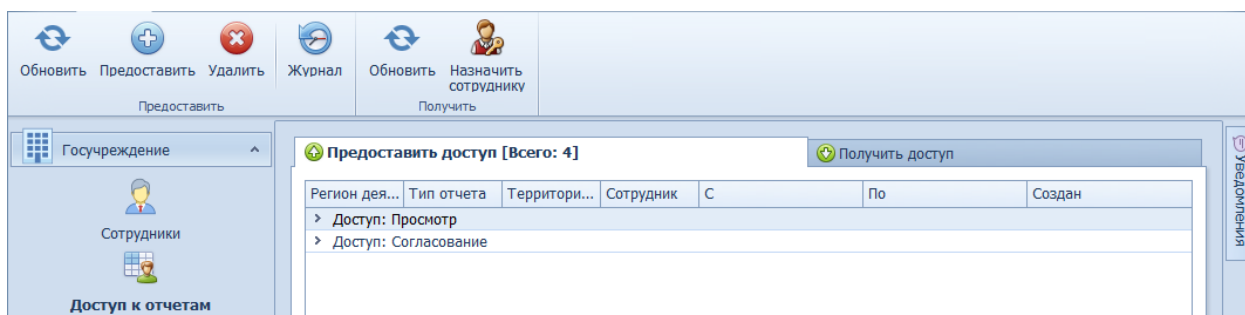 Обновить Предоставить Удалить Журнал Обновить Назначить
сотруднику
Предоставить Получить
Госучреждение
Предоставить доступ [Всего: 4] Получить доступ
Уведомления
Регион дея... Тип отчета Территори... Сотрудник С По Создан
Доступ: Просмотр
Сотрудники
Доступ: Согласование
Доступ к отчетам